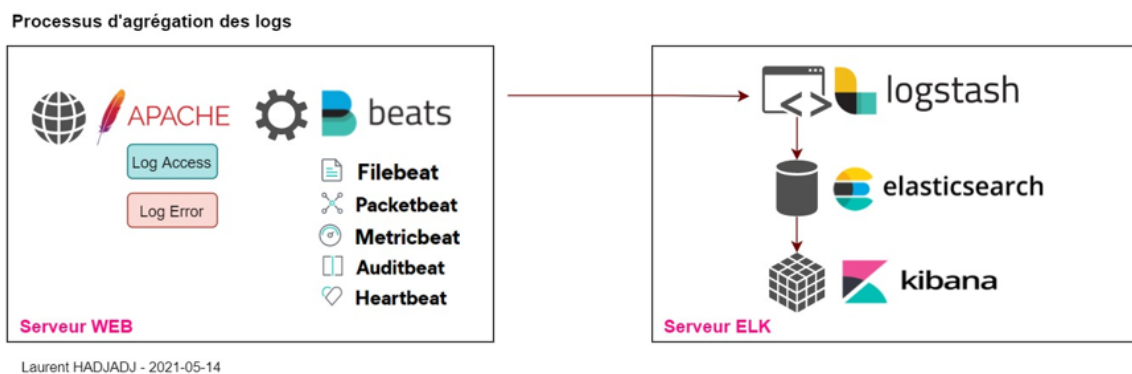 Processus d'agrégation des logs
APACHE
beats
Log Access
Log Error
Filebeat
Packetbeat
Metricbeat
Auditbeat
Heartbeat
Serveur WEB
logstash
elasticsearch
kibana
Serveur ELK
Laurent HADJADJ - 2021-05-14